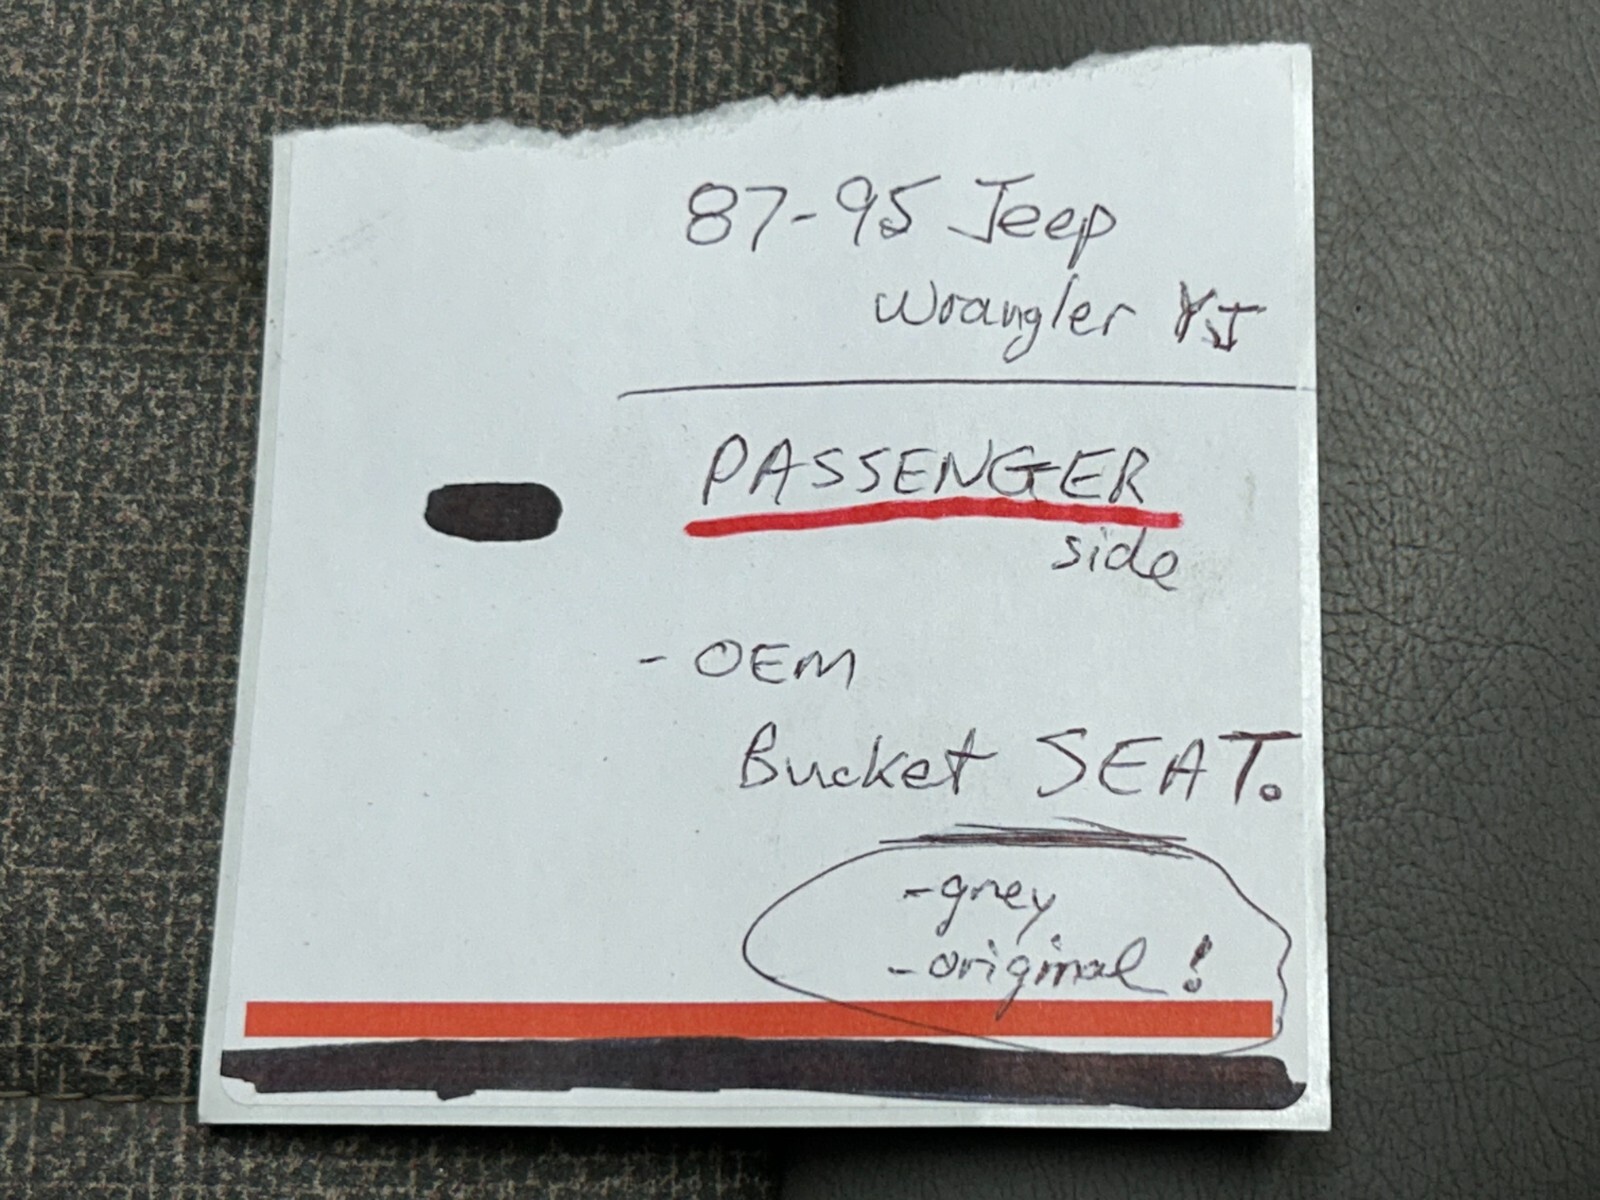 87-95 Jeep
Wrangler YJ
PASSENGER
side
- OEM
Bucket SEAT.
- grey
- original!